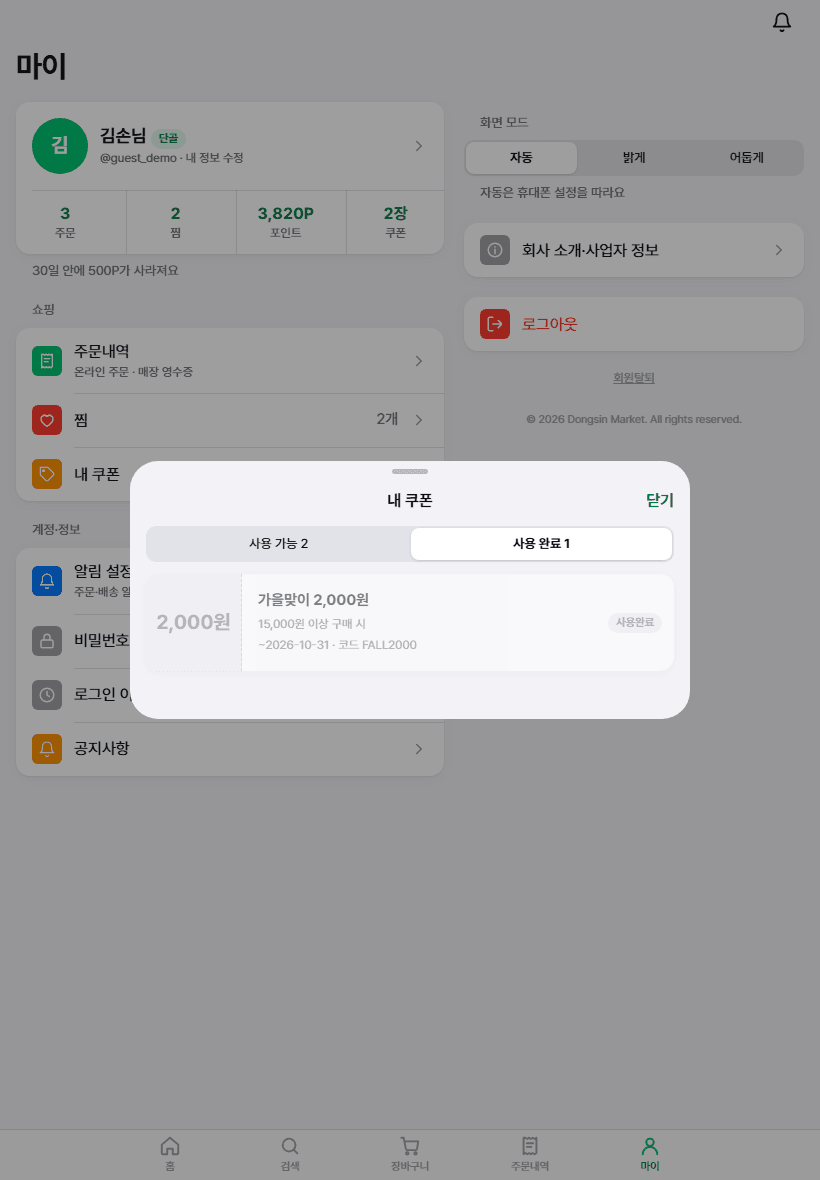 마이
김
김손님 단골
@guest_demo · 내 정보 수정
3
주문
2
찜
3,820P
포인트
2장
쿠폰
30일 안에 500P가 사라져요
쇼핑
주문내역
온라인 주문 · 매장 영수증
찜
2개
내 쿠폰
계정·정보
알림 설정
주문·배송 알
비밀번호
로그인 이
공지사항
화면 모드
자동
밝게
어둡게
자동은 휴대폰 설정을 따라요
회사 소개·사업자 정보
로그아웃
회원탈퇴
© 2026 Dongsin Market. All rights reserved.
내 쿠폰
닫기
사용 가능 2
사용 완료 1
2,000원
가을맞이 2,000원
15,000원 이상 구매 시
~2026-10-31 · 코드 FALL2000
사용완료
홈
검색
장바구니
주문내역
마이